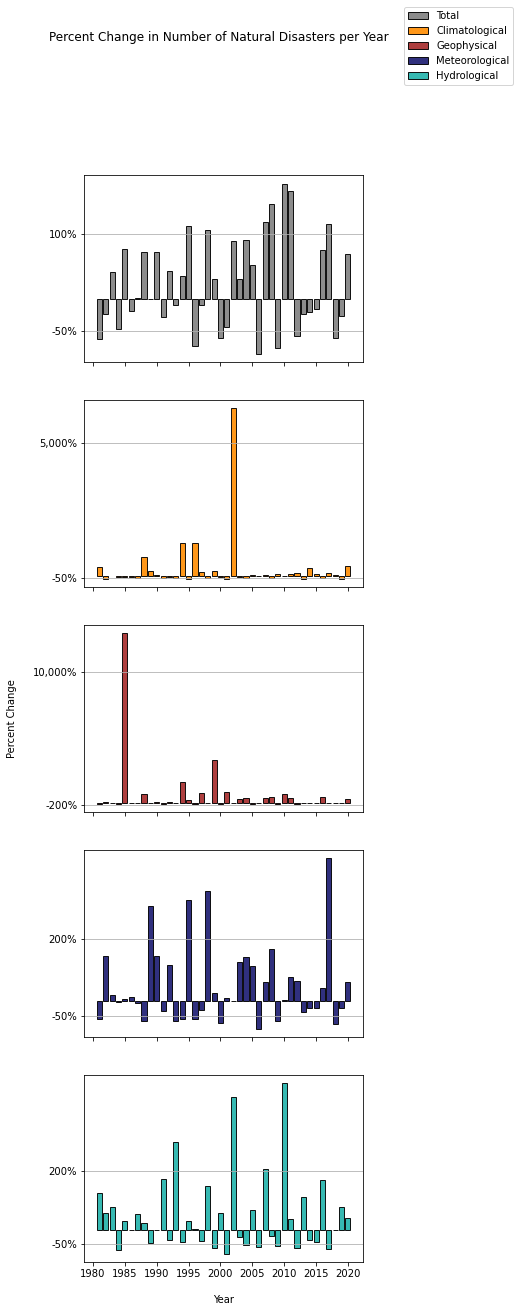 Percent Change in Number of Natural Disasters per Year
Total
Climatological
Geophysical
Meteorological
Hydrological
100%
-50%
5,000%
-50%
Percent Change
10,000%
-200%
200%
-50%
200%
-50%
1980 1985 1990 1995 2000 2005 2010 2015 2020
Year